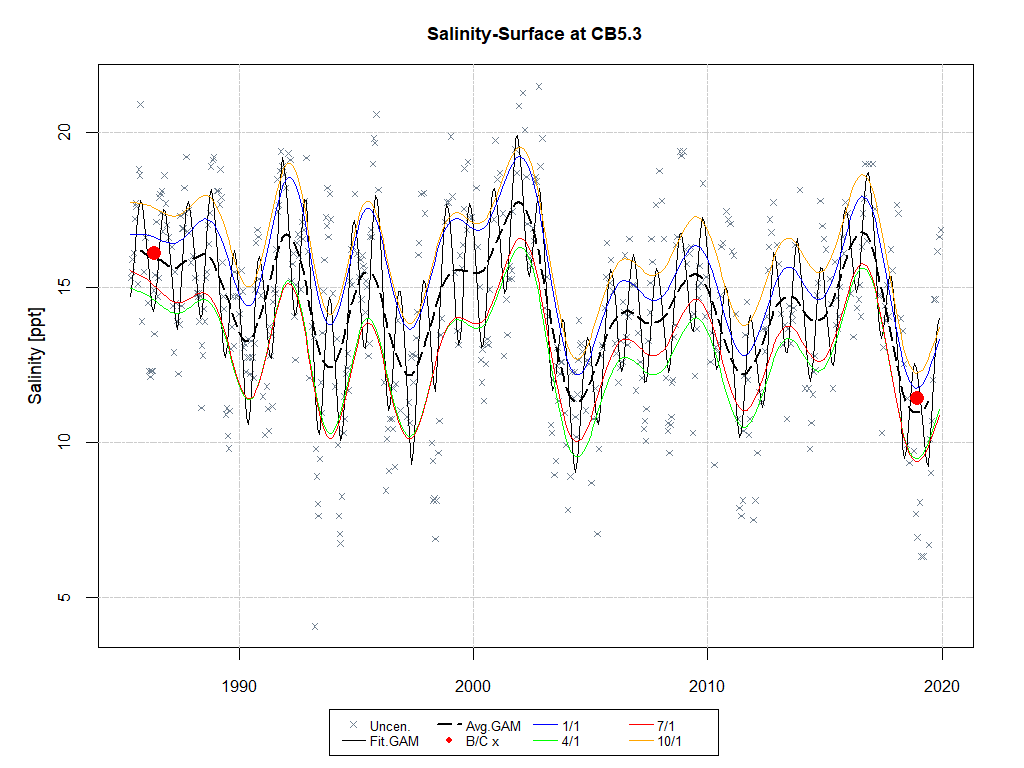 Salinity-Surface at CB5.3
Salinity [ppt]
20
15
10
5
1990 2000 2010 2020
Uncen. Avg.GAM 1/1 7/1
Fit.GAM B/C x 4/1 10/1